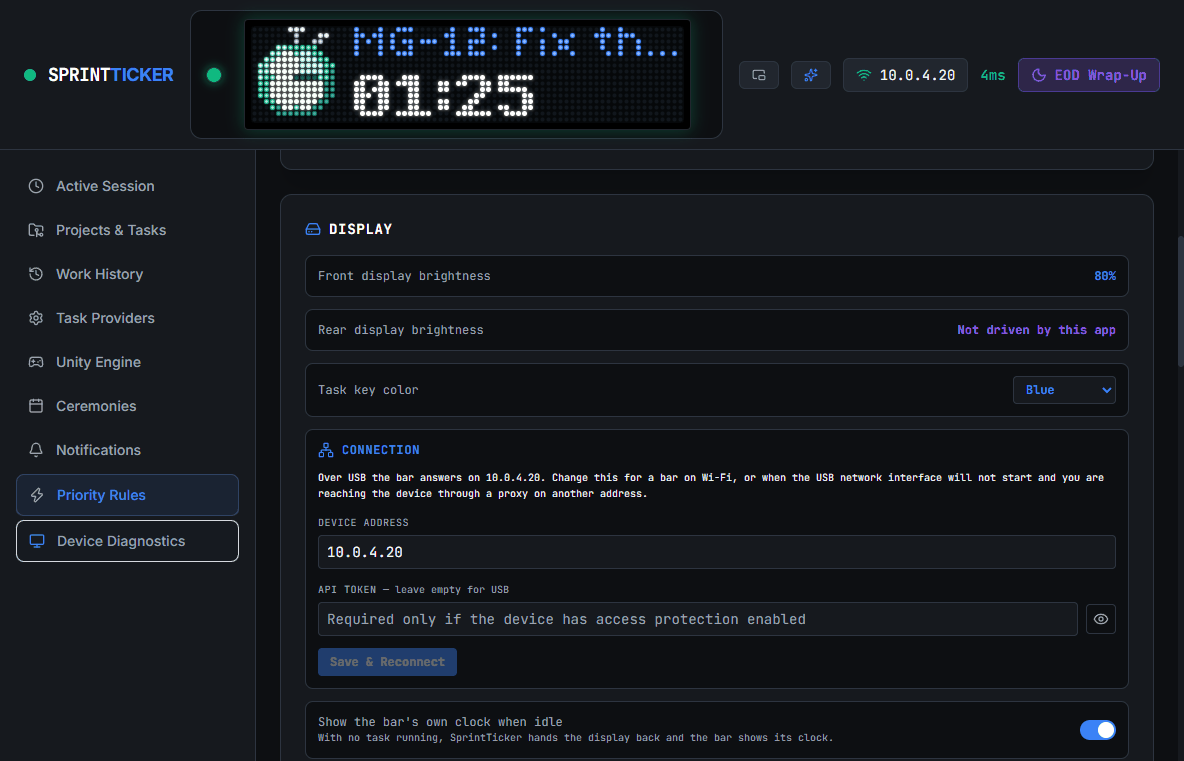 SPRINTTICKER
MG-12: Fix th...
01:25
10.0.4.20
4ms
EOD Wrap-Up
Active Session
Projects & Tasks
Work History
Task Providers
Unity Engine
Ceremonies
Notifications
Priority Rules
Device Diagnostics
DISPLAY
Front display brightness
80%
Rear display brightness
Not driven by this app
Task key color
Blue
CONNECTION
Over USB the bar answers on 10.0.4.20. Change this for a bar on Wi-Fi, or when the USB network interface will not start and you are
reaching the device through a proxy on another address.
DEVICE ADDRESS
10.0.4.20
API TOKEN — leave empty for USB
Required only if the device has access protection enabled
Save & Reconnect
Show the bar's own clock when idle
With no task running, SprintTicker hands the display back and the bar shows its clock.